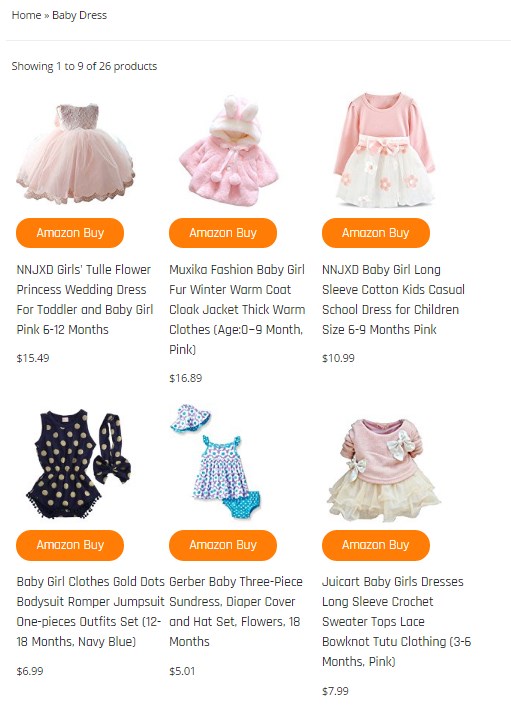 Home » Baby Dress
Showing 1 to 9 of 26 products
Amazon Buy
NNJXD Girls' Tulle Flower
Princess Wedding Dress
For Toddler and Baby Girl
Pink 6-12 Months
$15.49
Amazon Buy
Muxika Fashion Baby Girl
Fur Winter Warm Coat
Cloak Jacket Thick Warm
Clothes (Age:0~9 Month,
Pink)
$16.89
Amazon Buy
NNJXD Baby Girl Long
Sleeve Cotton Kids Casual
School Dress for Children
Size 6-9 Months Pink
$10.99
Amazon Buy
Baby Girl Clothes Gold Dots
Bodysuit Romper Jumpsuit
One-pieces Outfits Set (12-
18 Months, Navy Blue)
$6.99
Amazon Buy
Gerber Baby Three-Piece
Sundress, Diaper Cover
and Hat Set, Flowers, 18
Months
$5.01
Amazon Buy
Juicart Baby Girls Dresses
Long Sleeve Crochet
Sweater Tops Lace
Bowknot Tutu Clothing (3-6
Months, Pink)
$7.99